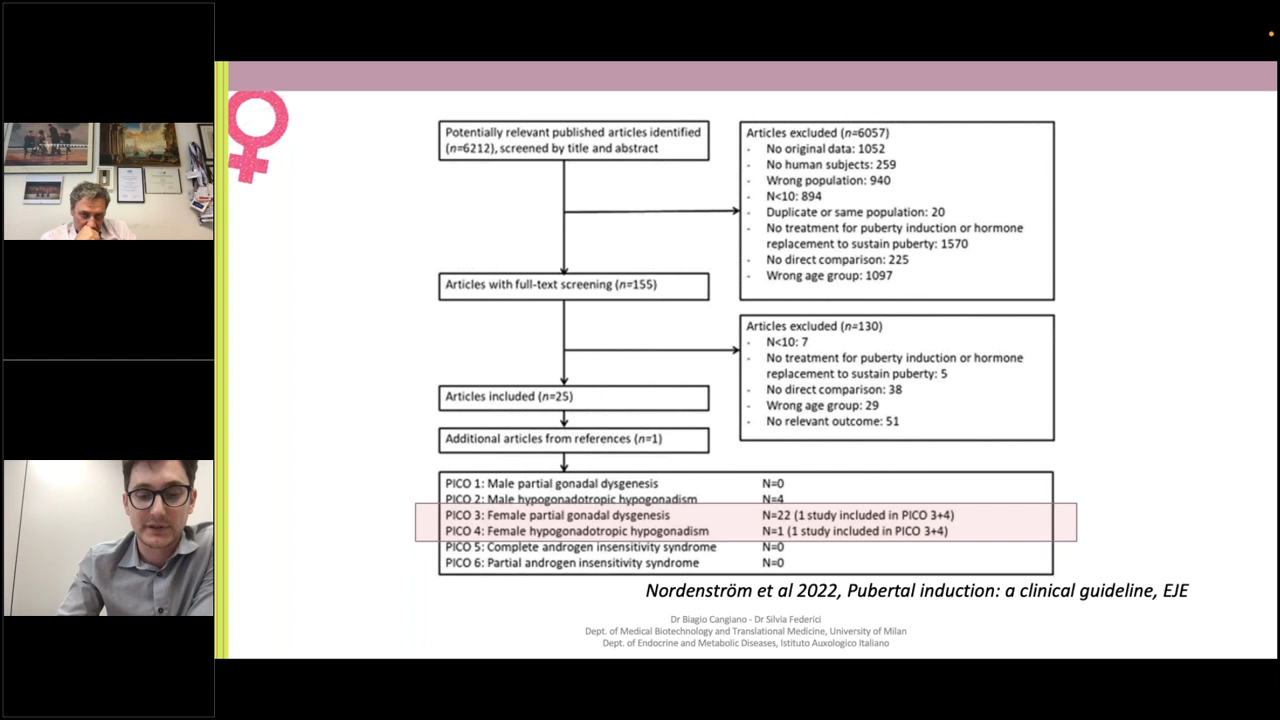 Potentially relevant published articles identified
(n=6212), screened by title and abstract
Articles excluded (n=6057)
- No original data: 1052
- No human subjects: 259
- Wrong population: 940
- N<10: 894
- Duplicate or same population: 20
- No treatment for puberty induction or hormone
replacement to sustain puberty: 1570
- No direct comparison: 225
- Wrong age group: 1097
Articles with full-text screening (n=155)
Articles excluded (n=130)
- N<10: 7
- No treatment for puberty induction or hormone
replacement to sustain puberty: 5
- No direct comparison: 38
- Wrong age group: 29
- No relevant outcome: 51
Articles included (n=25)
Additional articles from references (n=1)
PICO 1: Male partial gonadal dysgenesis N=0
PICO 2: Male hypogonadotropic hypogonadism N=4
PICO 3: Female partial gonadal dysgenesis N=22 (1 study included in PICO 3+4)
PICO 4: Female hypogonadotropic hypogonadism N=1 (1 study included in PICO 3+4)
PICO 5: Complete androgen insensitivity syndrome N=0
PICO 6: Partial androgen insensitivity syndrome N=0
Nordenström et al 2022, Pubertal induction: a clinical guideline, EJE
Dr Biagio Cangiano - Dr Silvia Federici
Dept. of Medical Biotechnology and Translational Medicine, University of Milan
Dept. of Endocrine and Metabolic Diseases, Istituto Auxologico Italiano